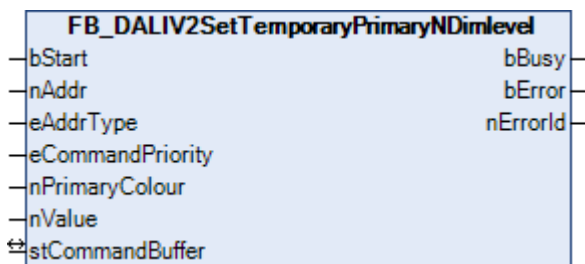 FB_DALIV2SetTemporaryPrimaryNDimlevel
bStart bBusy
nAddr bError
eAddrType nErrorId
eCommandPriority
nPrimaryColour
nValue
stCommandBuffer